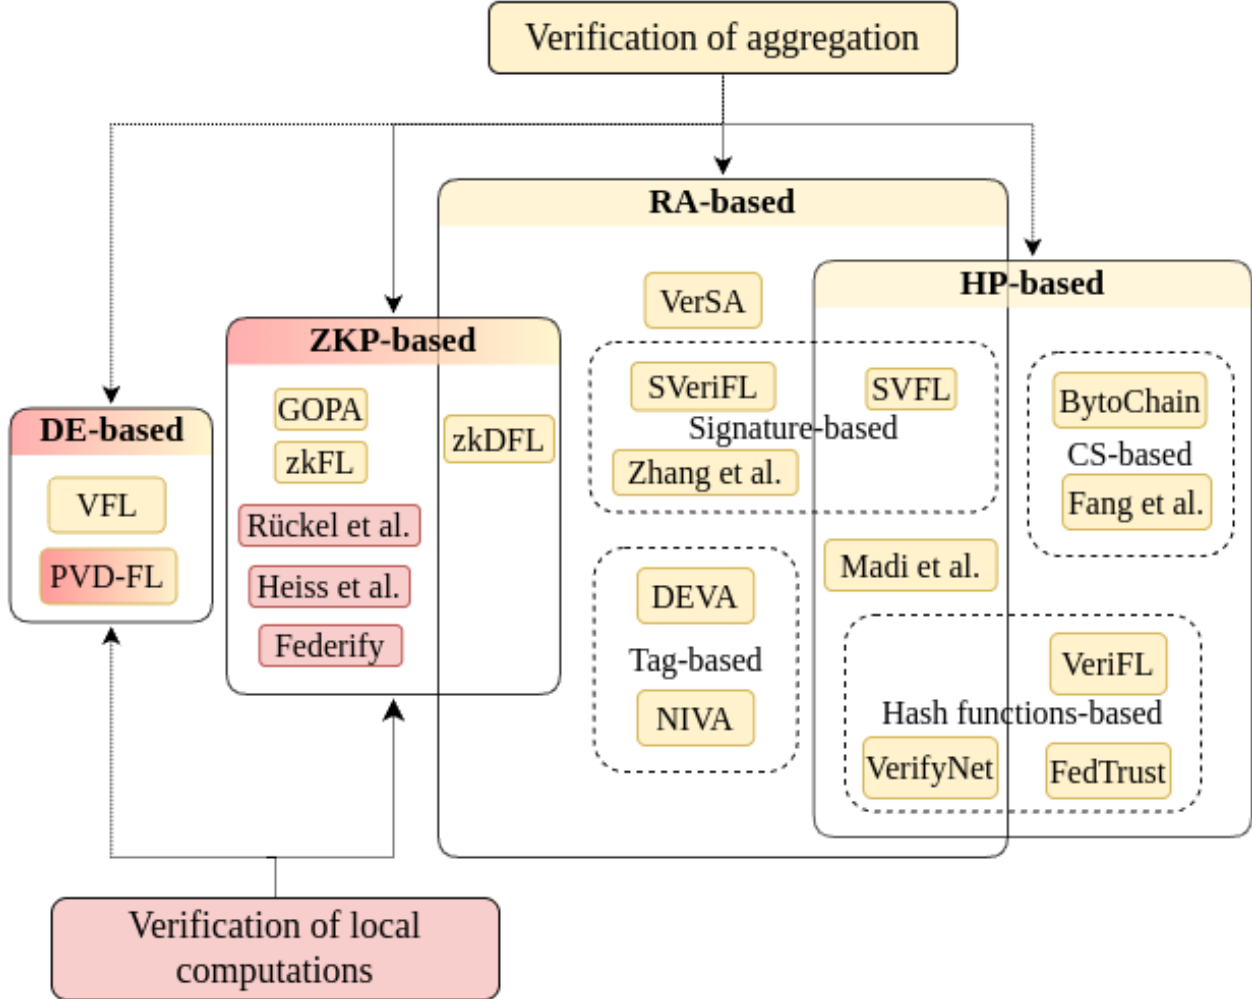 Verification of aggregation
RA-based
HP-based
ZKP-based
DE-based
VerSA
SVeriFL
SVFL
Signature-based
Zhang et al.
BytoChain
CS-based
Fang et al.
GOPA
zkFL
zkDFL
Rückel et al.
Heiss et al.
Federify
VFL
PVD-FL
Madi et al.
DEVA
Tag-based
NIVA
VeriFL
Hash functions-based
VerifyNet
FedTrust
Verification of local
computations